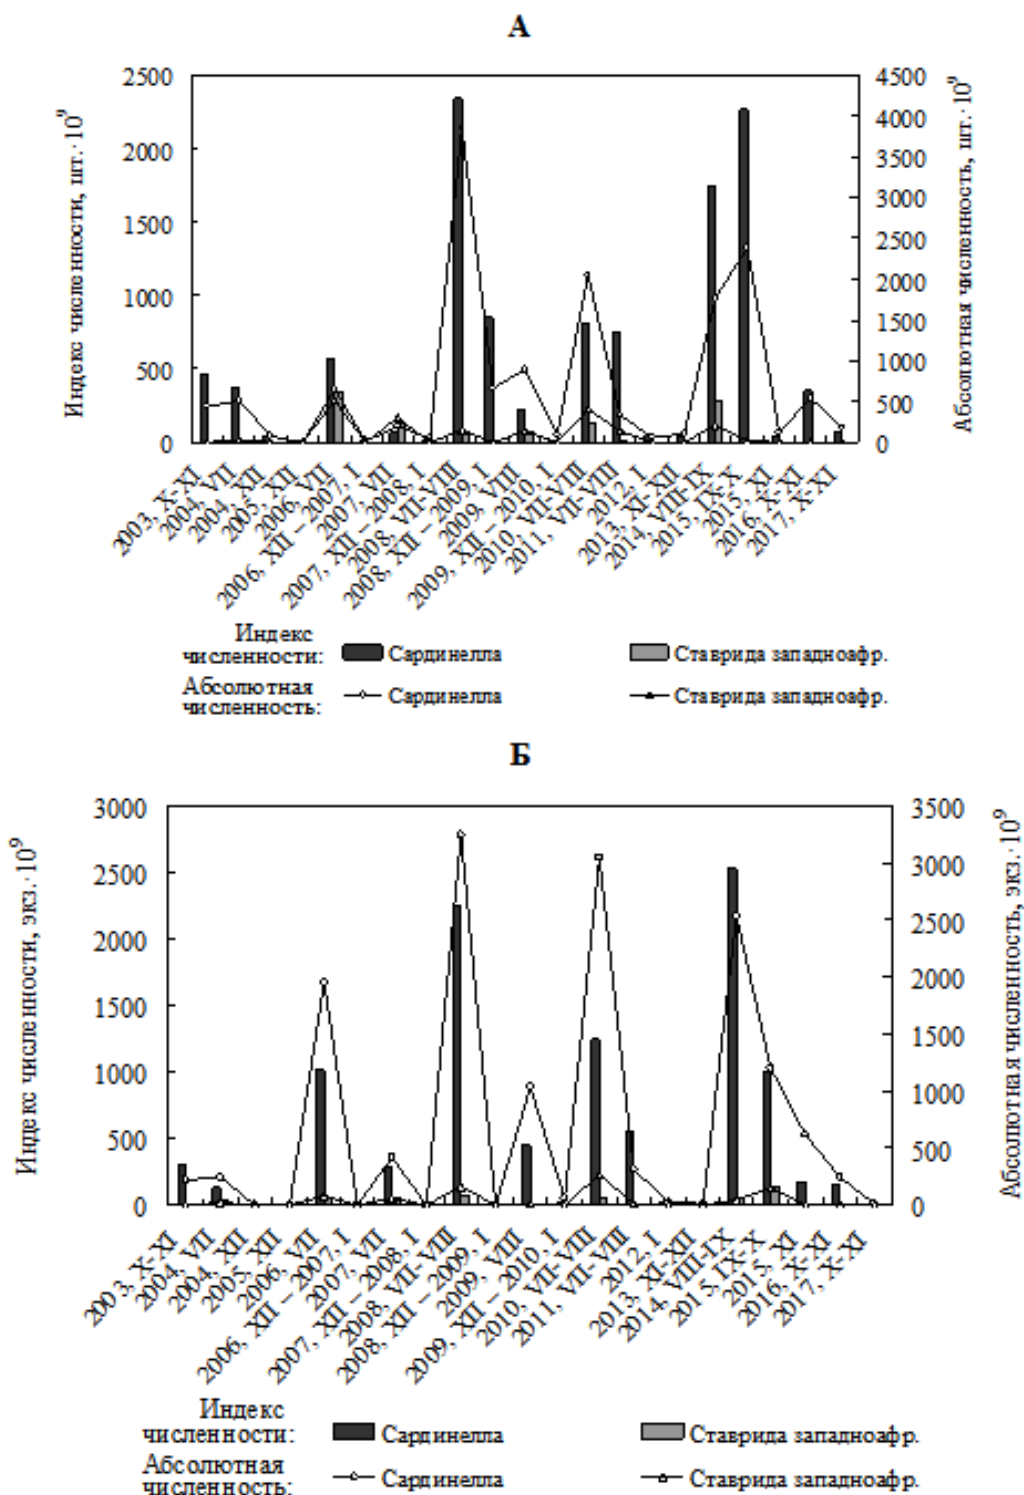 А
Индекс численности, шт.·10⁹
2500
2000
1500
1000
500
0
4500
4000
3500
3000
2500
2000
1500
1000
500
0
Абсолютная численность, шт.·10⁹
2003, X-XI
2004, VII
2004, XII
2005, XII
2006, VII
2006, XII – 2007, I
2007, VII
2007, XII – 2008, I
2008, VII-VIII
2008, XII – 2009, I
2009, VIII
2009, XII – 2010, I
2010, VII-VIII
2011, VII-VIII
2012, I
2013, XI-XII
2014, VIII-IX
2015, IX-X
2015, XI
2016, X-XI
2017, X-XI
Индекс
численности:
Сардинелла
Ставрида западноафр.
Абсолютная
численность:
Сардинелла
Ставрида западноафр.
Б
Индекс численности, экз.·10⁹
3000
2500
2000
1500
1000
500
0
3500
3000
2500
2000
1500
1000
500
0
Абсолютная численность, экз.·10⁹
2003, X-XI
2004, VII
2004, XII
2005, XII
2006, VII
2006, XII – 2007, I
2007, VII
2007, XII – 2008, I
2008, VII-VIII
2008, XII – 2009, I
2009, VIII
2009, XII – 2010, I
2010, VII-VIII
2011, VII-VIII
2012, I
2013, XI-XII
2014, VIII-IX
2015, IX-X
2015, XI
2016, X-XI
2017, X-XI
Индекс
численности:
Сардинелла
Ставрида западноафр.
Абсолютная
численность:
Сардинелла
Ставрида западноафр.